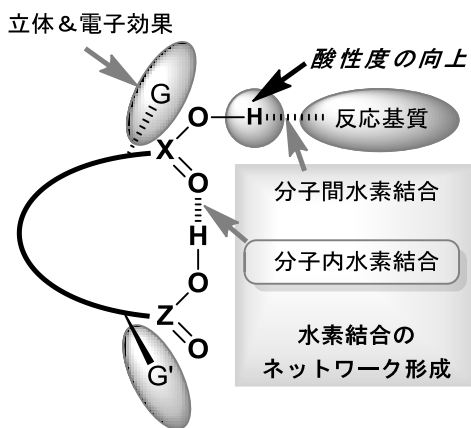 立体＆電子効果
酸性度の向上
G
O
H
反応基質
X
O
分子間水素結合
H
分子内水素結合
O
Z
O
水素結合の
ネットワーク形成
G'